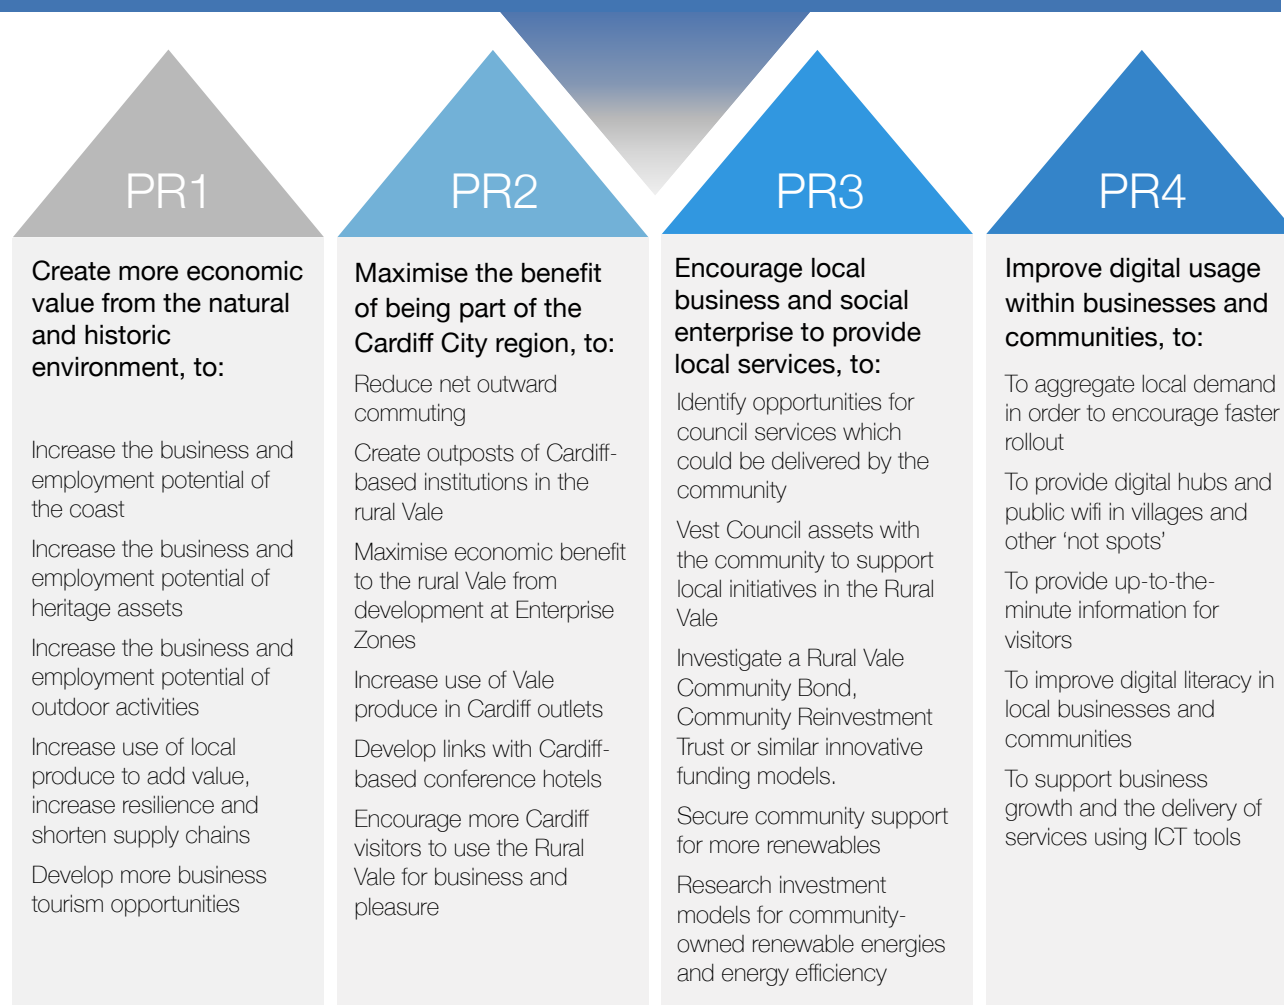 PR1
Create more economic
value from the natural
and historic
environment, to:
Increase the business and
employment potential of
the coast
Increase the business and
employment potential of
heritage assets
Increase the business and
employment potential of
outdoor activities
Increase use of local
produce to add value,
increase resilience and
shorten supply chains
Develop more business
tourism opportunities
PR2
Maximise the benefit
of being part of the
Cardiff City region, to:
Reduce net outward
commuting
Create outposts of Cardiff-
based institutions in the
rural Vale
Maximise economic benefit
to the rural Vale from
development at Enterprise
Zones
Increase use of Vale
produce in Cardiff outlets
Develop links with Cardiff-
based conference hotels
Encourage more Cardiff
visitors to use the Rural
Vale for business and
pleasure
PR3
Encourage local
business and social
enterprise to provide
local services, to:
Identify opportunities for
council services which
could be delivered by the
community
Vest Council assets with
the community to support
local initiatives in the Rural
Vale
Investigate a Rural Vale
Community Bond,
Community Reinvestment
Trust or similar innovative
funding models.
Secure community support
for more renewables
Research investment
models for community-
owned renewable energies
and energy efficiency
PR4
Improve digital usage
within businesses and
communities, to:
To aggregate local demand
in order to encourage faster
rollout
To provide digital hubs and
public wifi in villages and
other ‘not spots’
To provide up-to-the-
minute information for
visitors
To improve digital literacy in
local businesses and
communities
To support business
growth and the delivery of
services using ICT tools